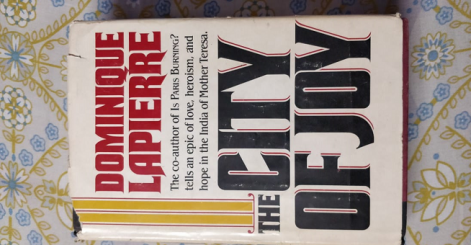 DOMINIQUE
LAPIERRE
The co-author of IS PARIS BURNING?
tells an epic of love, heroism, and
hope in the India of Mother Teresa.
THE CITY
OF JOY